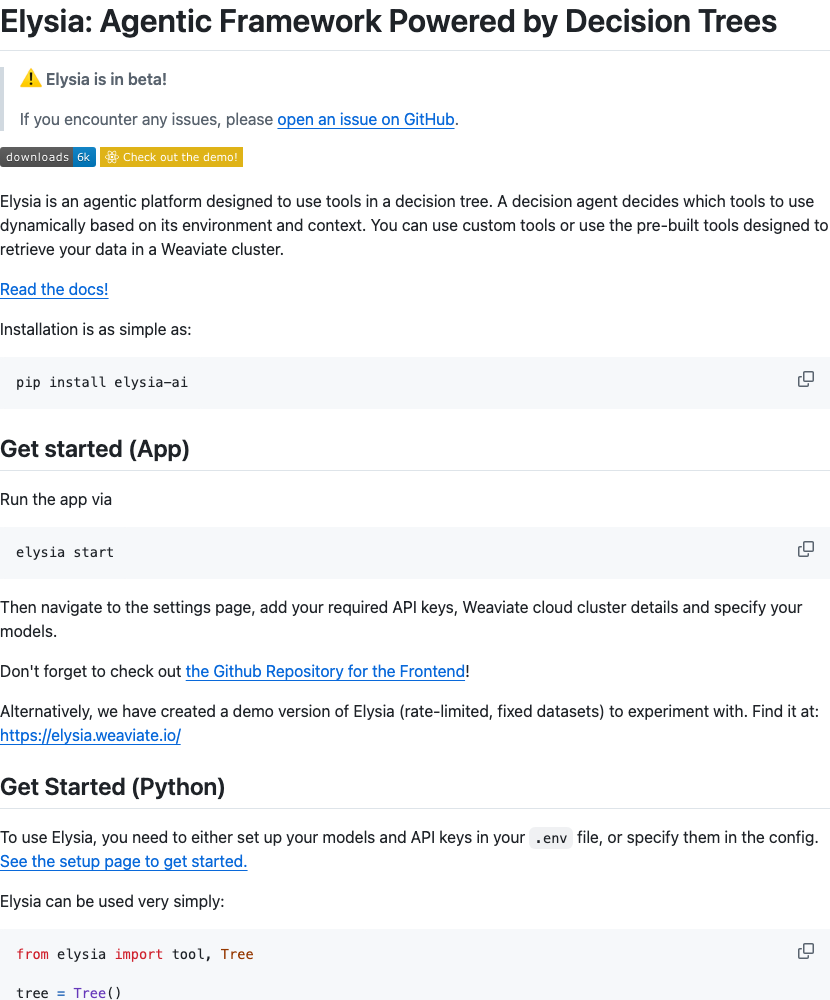 Elysia: Agentic Framework Powered by Decision Trees
⚠️ Elysia is in beta!
If you encounter any issues, please open an issue on GitHub.
downloads 6k Check out the demo!
Elysia is an agentic platform designed to use tools in a decision tree. A decision agent decides which tools to use
dynamically based on its environment and context. You can use custom tools or use the pre-built tools designed to
retrieve your data in a Weaviate cluster.
Read the docs!
Installation is as simple as:
pip install elysia-ai
Get started (App)
Run the app via
elysia start
Then navigate to the settings page, add your required API keys, Weaviate cloud cluster details and specify your
models.
Don't forget to check out the Github Repository for the Frontend!
Alternatively, we have created a demo version of Elysia (rate-limited, fixed datasets) to experiment with. Find it at:
https://elysia.weaviate.io/
Get Started (Python)
To use Elysia, you need to either set up your models and API keys in your .env file, or specify them in the config.
See the setup page to get started.
Elysia can be used very simply:
from elysia import tool, Tree
tree = Tree()